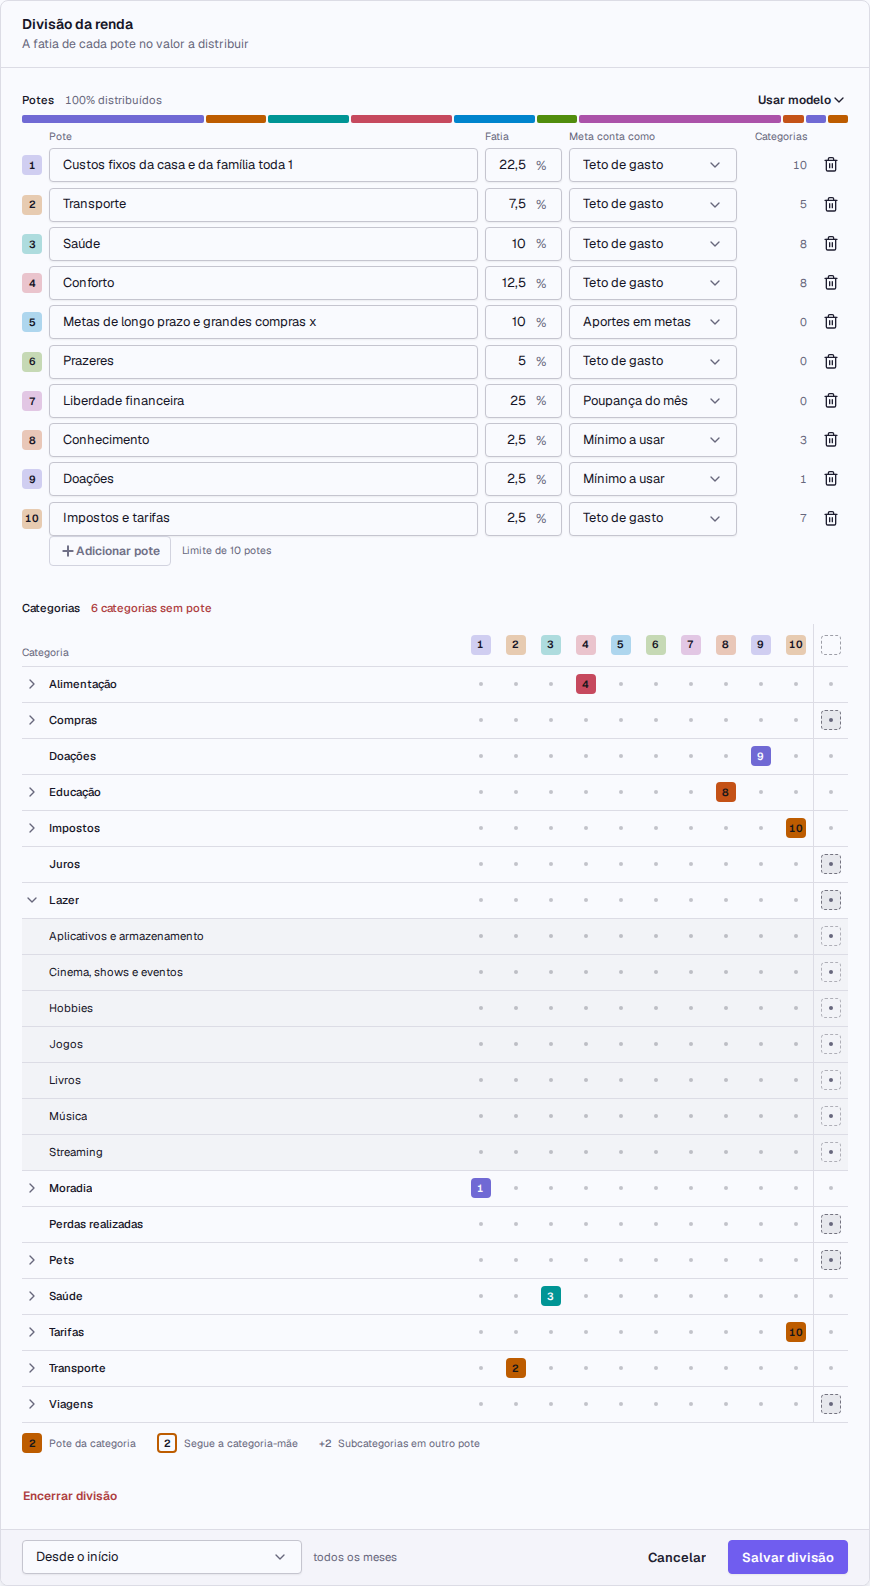 Divisão da renda
A fatia de cada pote no valor a distribuir
Potes 100% distribuídos Usar modelo
Pote Fatia Meta conta como Categorias
1 Custos fixos da casa e da família toda 1 22,5 % Teto de gasto 10
2 Transporte 7,5 % Teto de gasto 5
3 Saúde 10 % Teto de gasto 8
4 Conforto 12,5 % Teto de gasto 8
5 Metas de longo prazo e grandes compras x 10 % Aportes em metas 0
6 Prazeres 5 % Teto de gasto 0
7 Liberdade financeira 25 % Poupança do mês 0
8 Conhecimento 2,5 % Mínimo a usar 3
9 Doações 2,5 % Mínimo a usar 1
10 Impostos e tarifas 2,5 % Teto de gasto 7
Adicionar pote Limite de 10 potes
Categorias 6 categorias sem pote
Categoria 1 2 3 4 5 6 7 8 9 10
Alimentação 4
Compras
Doações 9
Educação 8
Impostos 10
Juros
Lazer
Aplicativos e armazenamento
Cinema, shows e eventos
Hobbies
Jogos
Livros
Música
Streaming
Moradia 1
Perdas realizadas
Pets
Saúde 3
Tarifas 10
Transporte 2
Viagens
2 Pote da categoria 2 Segue a categoria-mãe +2 Subcategorias em outro pote
Encerrar divisão
Desde o início todos os meses Cancelar Salvar divisão